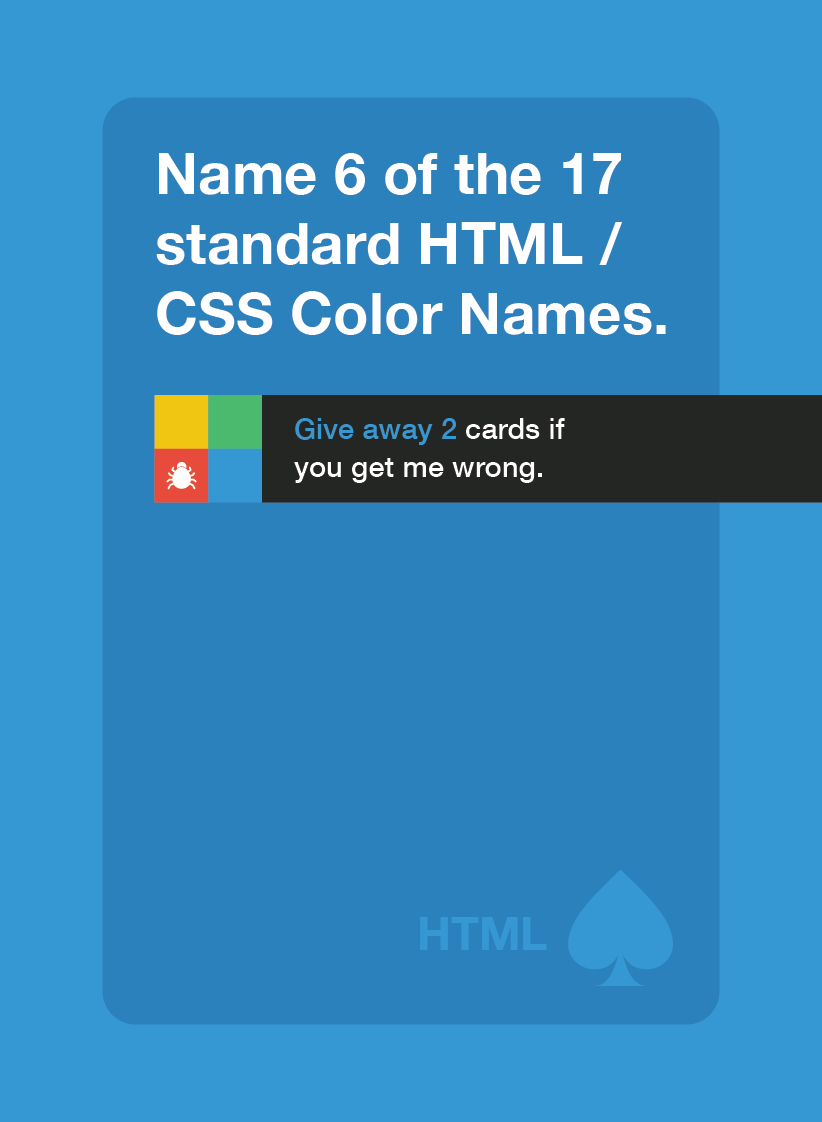 Name 6 of the 17
standard HTML /
CSS Color Names.
Give away 2 cards if
you get me wrong.
HTML